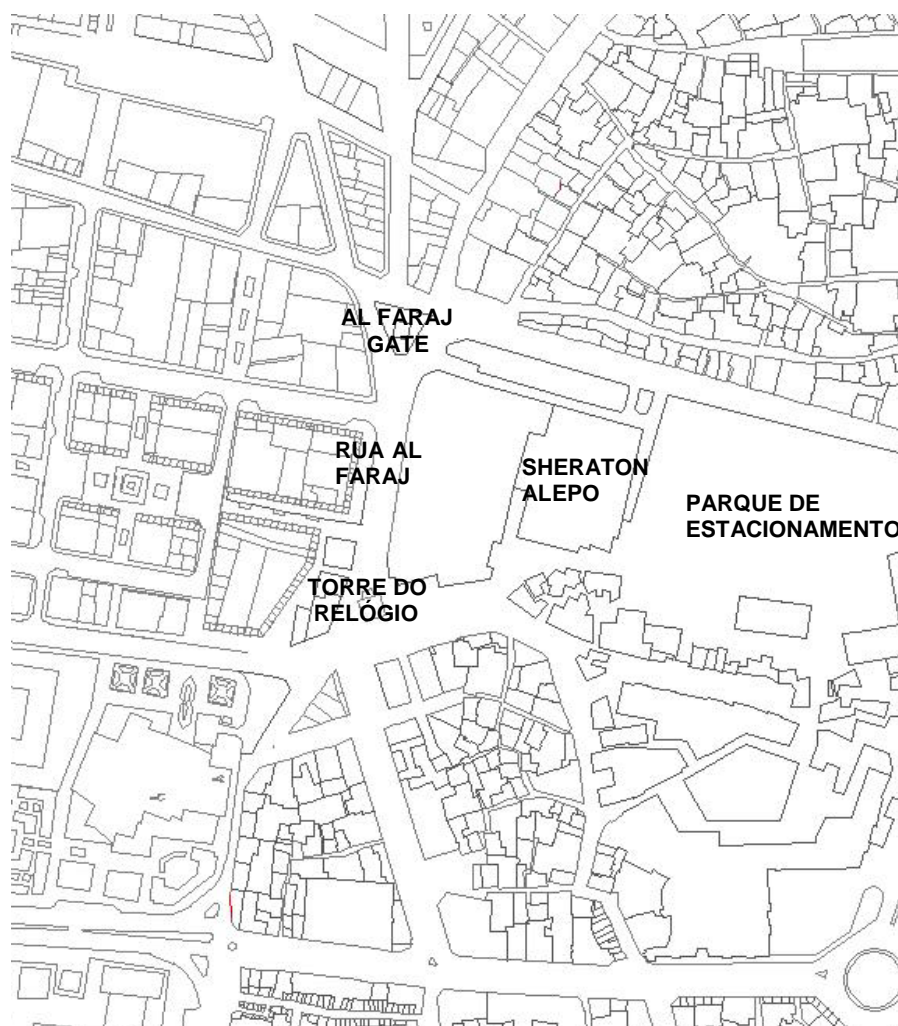 AL FARAJ
GATE
RUA AL
FARAJ
SHERATON
ALEPO
PARQUE DE
ESTACIONAMENTO
TORRE DO
RELÓGIO